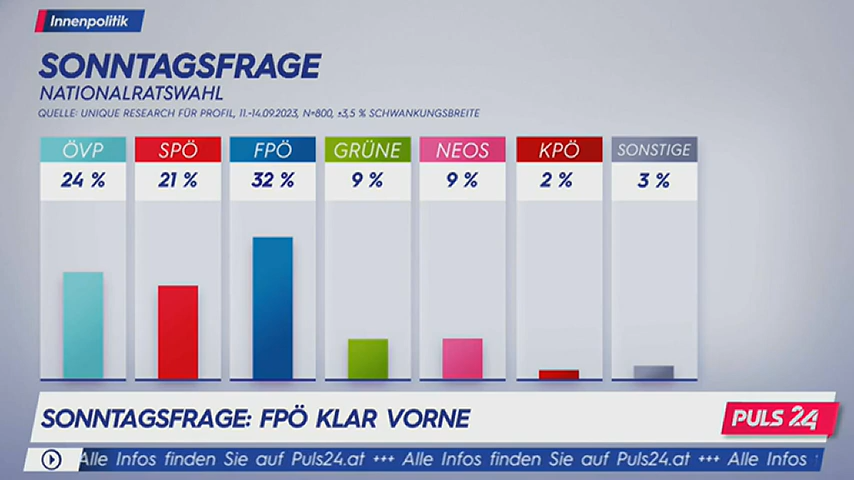 Innenpolitik
SONNTAGSFRAGE
NATIONALRATSWAHL
QUELLE: UNIQUE RESEARCH FÜR PROFIL, 11.-14.09.2023, N=800, ±3,5 % SCHWANKUNGSBREITE
ÖVP SPÖ FPÖ GRÜNE NEOS KPÖ SONSTIGE
24 % 21 % 32 % 9 % 9 % 2 % 3 %
SONNTAGSFRAGE: FPÖ KLAR VORNE
PULS 24
Alle Infos finden Sie auf Puls24.at +++ Alle Infos finden Sie auf Puls24.at +++ Alle Infos